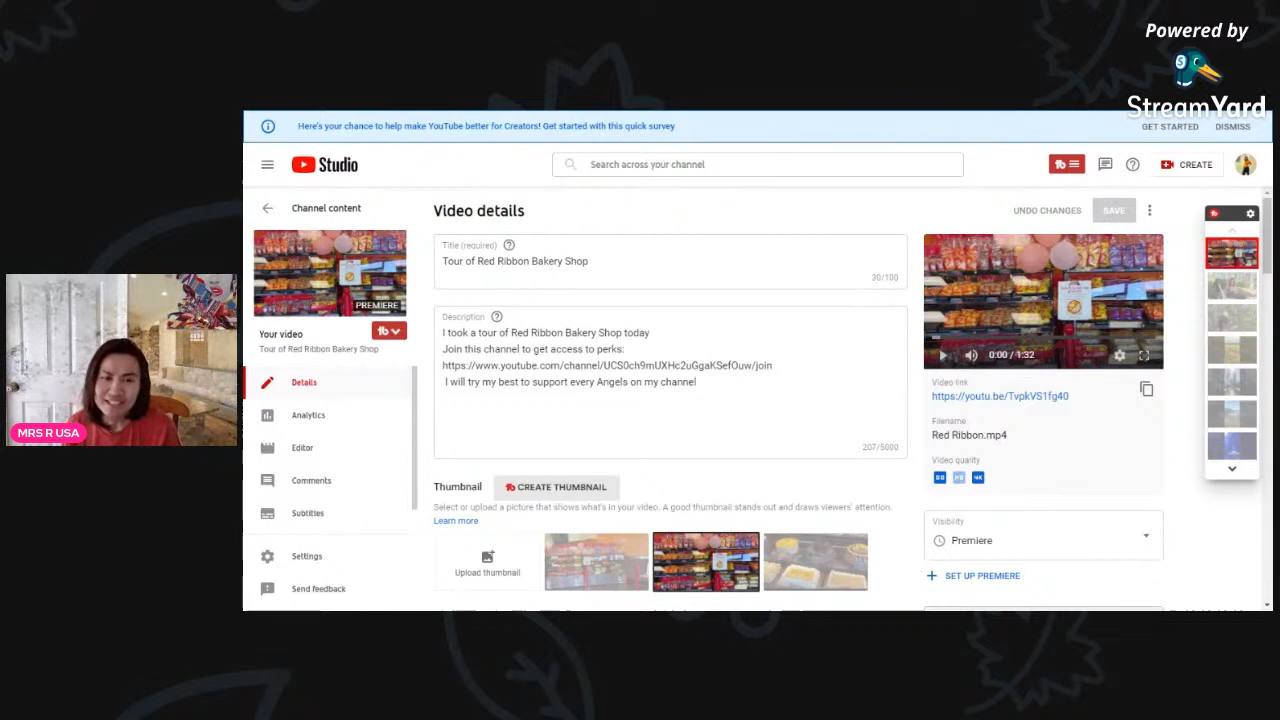 Powered by
StreamYard
Here's your chance to help make YouTube better for Creators! Get started with this quick survey
GET STARTED
DISMISS
Studio
Search across your channel
CREATE
Channel content
PREMIERE
Your video
Tour of Red Ribbon Bakery Shop
Details
Analytics
Editor
Comments
Subtitles
Settings
Send feedback
Video details
UNDO CHANGES
SAVE
Title (required)
Tour of Red Ribbon Bakery Shop
30/100
Description
I took a tour of Red Ribbon Bakery Shop today
Join this channel to get access to perks:
https://www.youtube.com/channel/UCS0ch9mUXHc2uGgaKSefOuw/join
I will try my best to support every Angels on my channel
207/5000
Thumbnail
CREATE THUMBNAIL
Select or upload a picture that shows what's in your video. A good thumbnail stands out and draws viewers' attention.
Learn more
Upload thumbnail
0:00 / 1:32
Video link
https://youtu.be/TvpkVS1fg40
Filename
Red Ribbon.mp4
Video quality
SD HD 4K
Visibility
Premiere
SET UP PREMIERE
MRS R USA